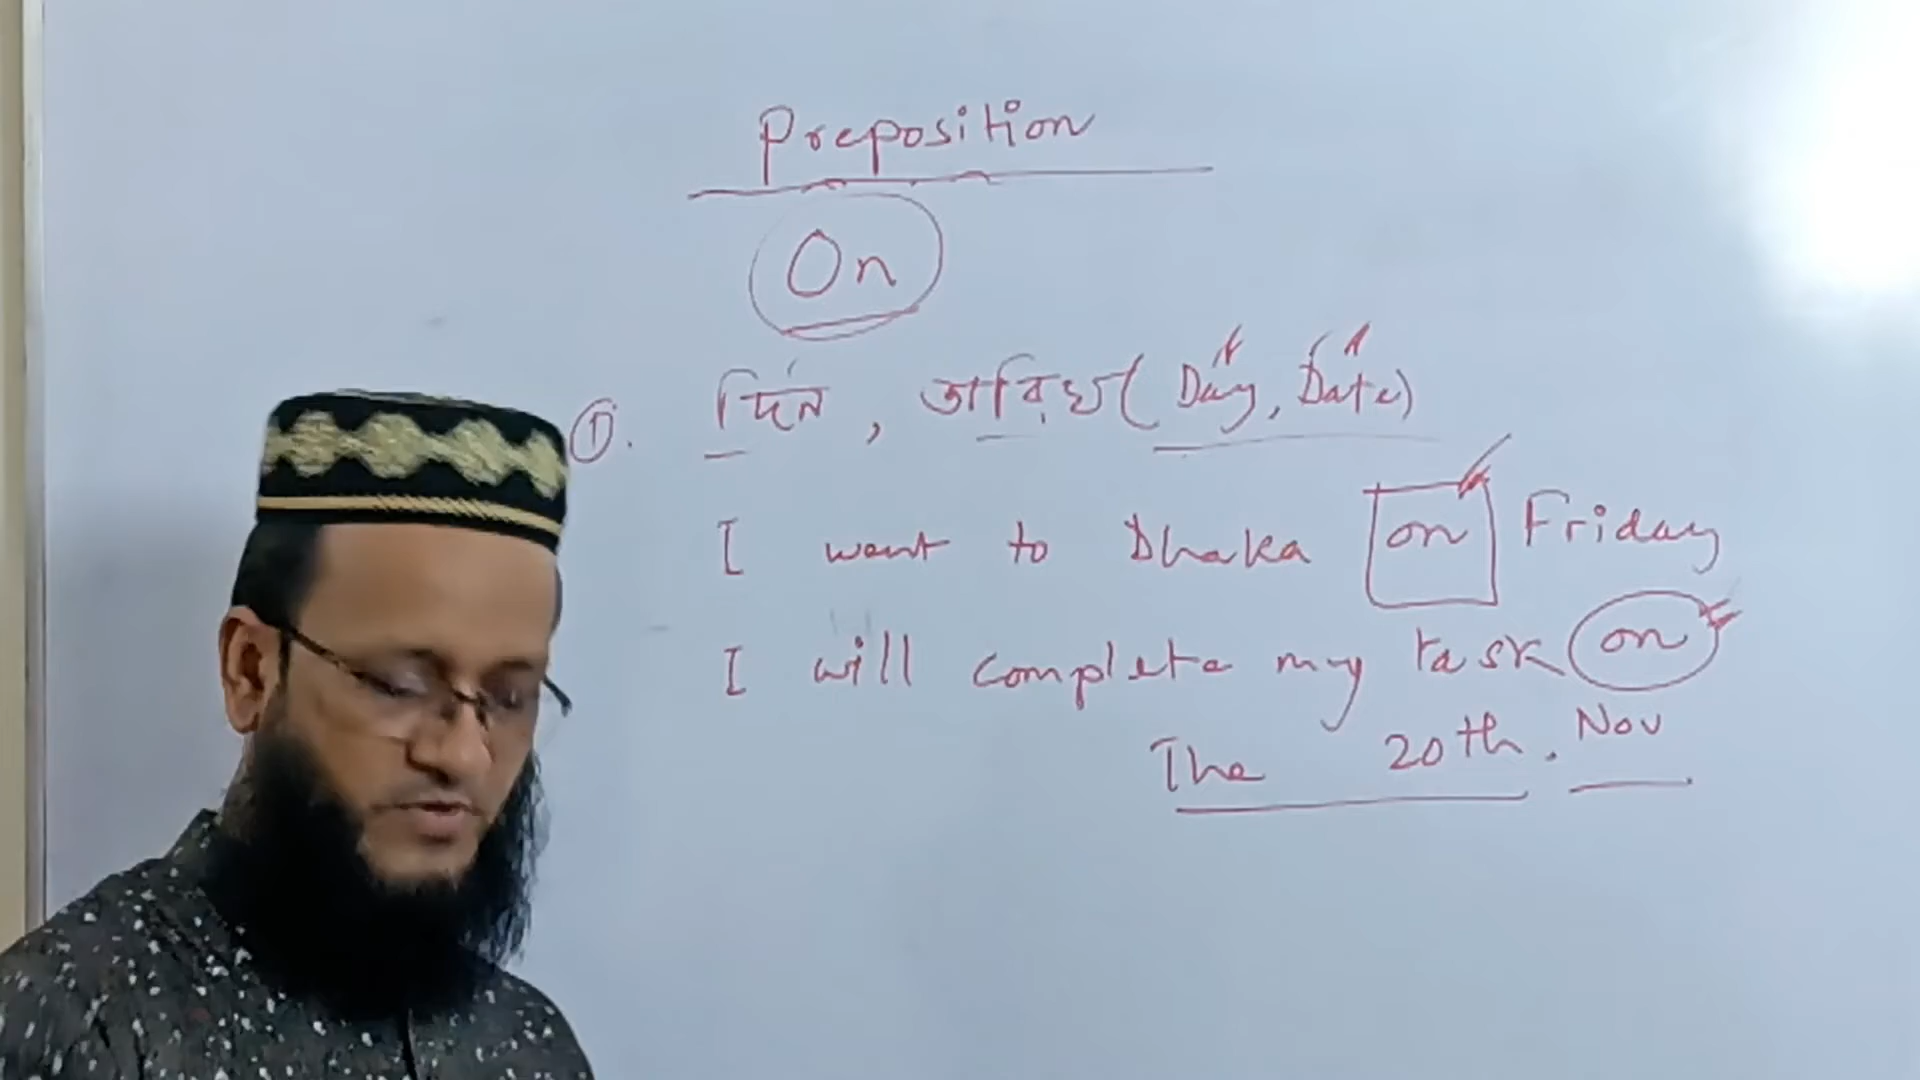 Preposition
On
①. দিন, তারিখ (Day, Date)
I went to Dhaka on Friday
I will complete my task on
The 20th. Nov